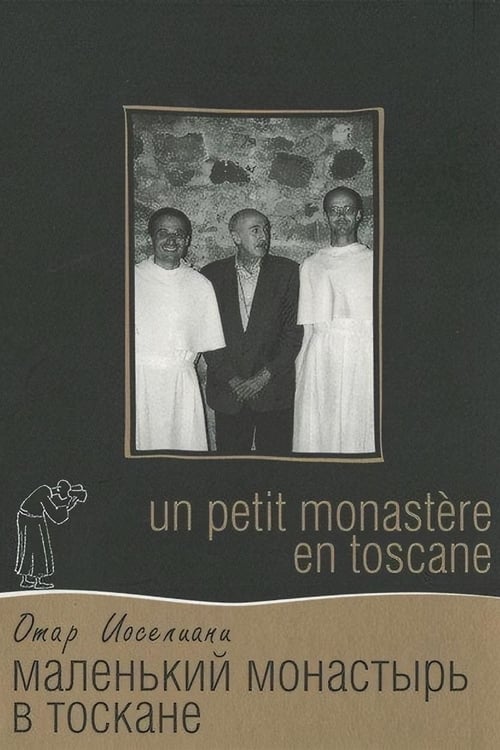 un petit monastère
en toscane
Отар Иоселиани
маленький монастырь
в тоскане